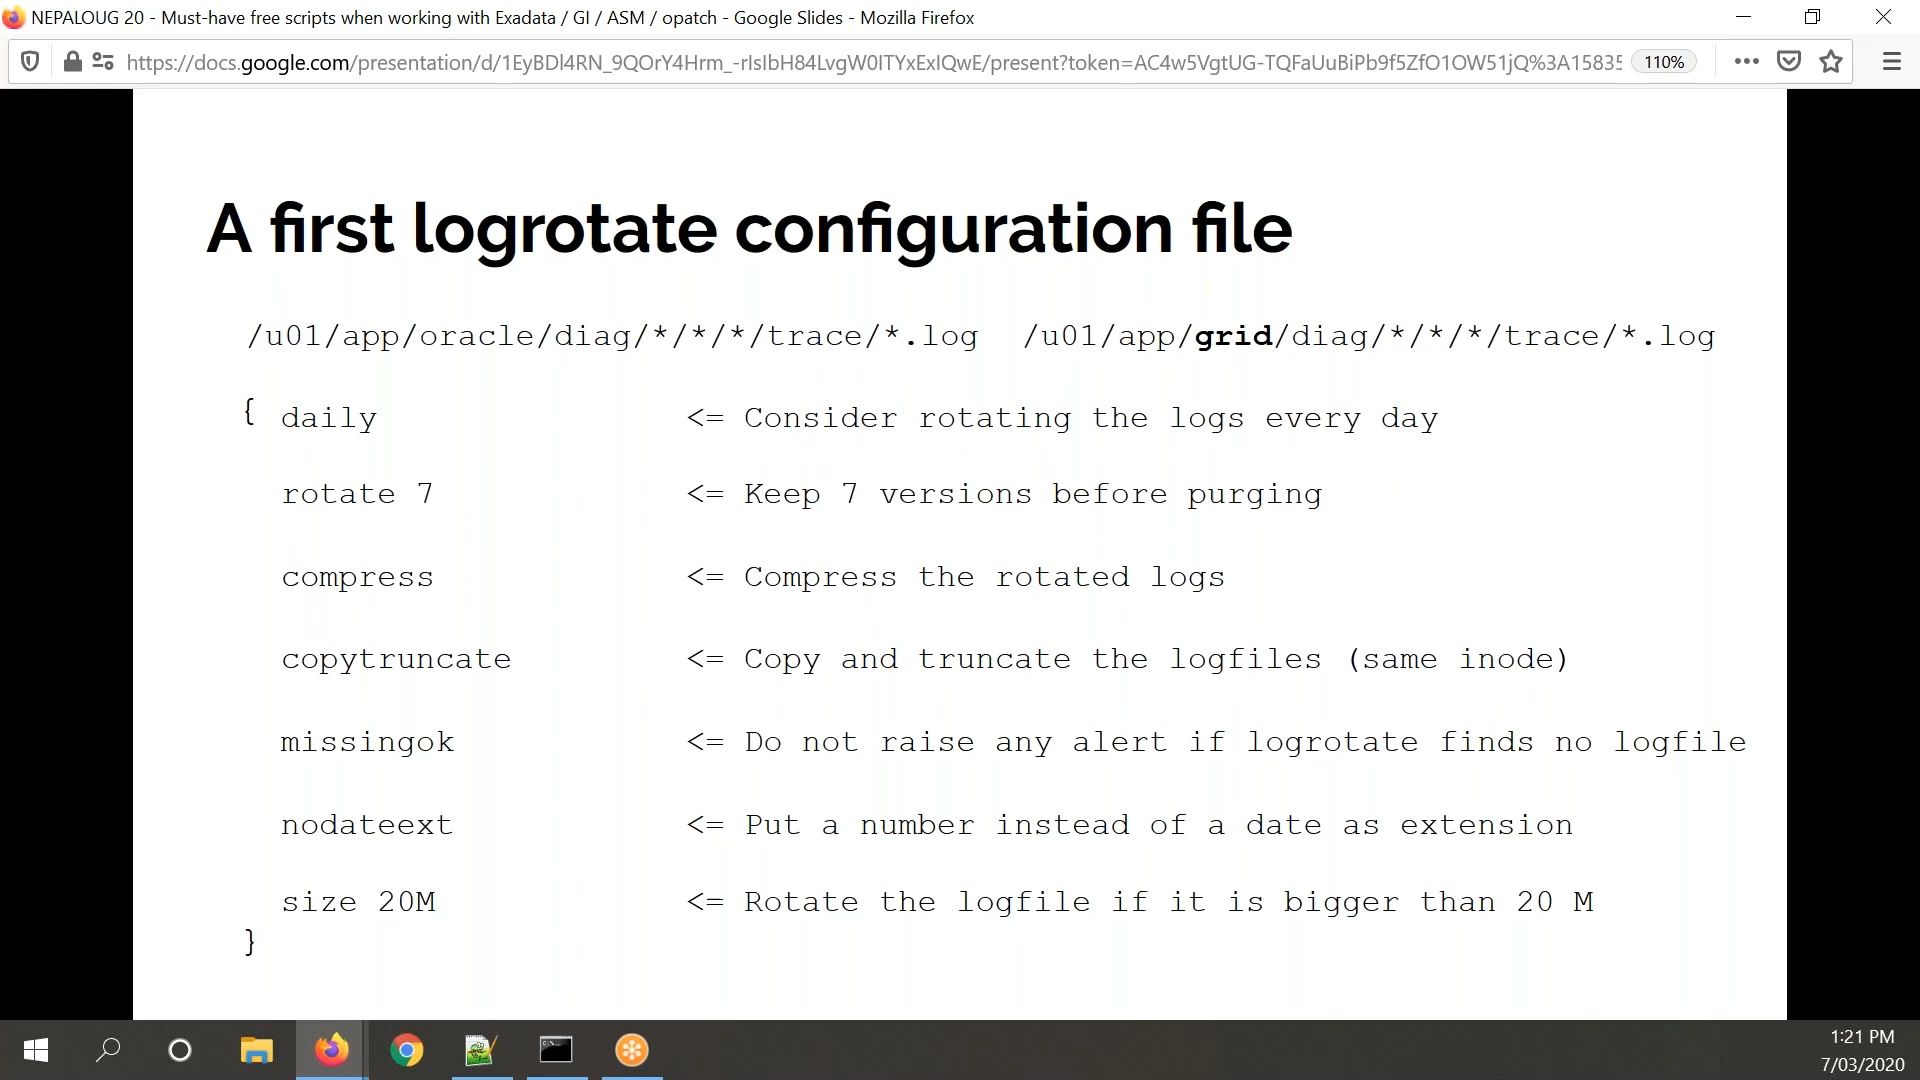 NEPALOUG 20 - Must-have free scripts when working with Exadata / GI / ASM / opatch - Google Slides - Mozilla Firefox
https://docs.google.com/presentation/d/1EyBDl4RN_9QOrY4Hrm_-rIsIbH84LvgW0ITYxExIQwE/present?token=AC4w5VgtUG-TQFaUuBiPb9f5ZfO1OW51jQ%3A15835 110%
A first logrotate configuration file
/u01/app/oracle/diag/*/*/*/trace/*.log /u01/app/grid/diag/*/*/*/trace/*.log
{ daily <= Consider rotating the logs every day
rotate 7 <= Keep 7 versions before purging
compress <= Compress the rotated logs
copytruncate <= Copy and truncate the logfiles (same inode)
missingok <= Do not raise any alert if logrotate finds no logfile
nodateext <= Put a number instead of a date as extension
size 20M <= Rotate the logfile if it is bigger than 20 M
}
1:21 PM
7/03/2020